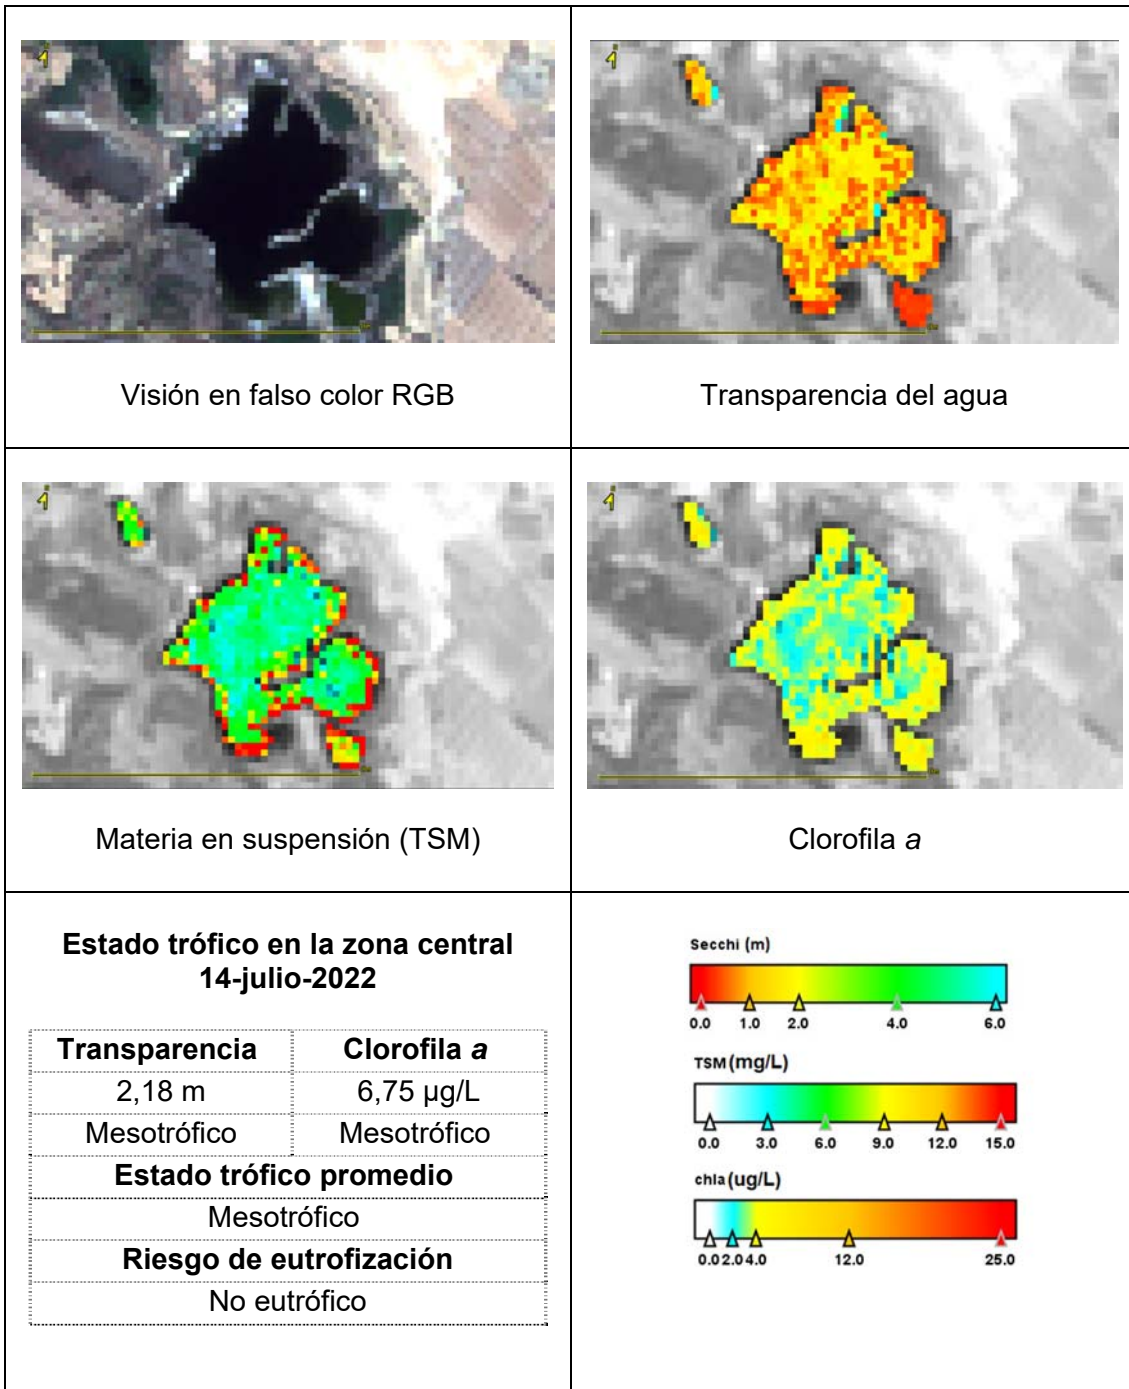 Visión en falso color RGB
Transparencia del agua
Materia en suspensión (TSM)
Clorofila a
Estado trófico en la zona central
14-julio-2022
Transparencia Clorofila a
2,18 m 6,75 µg/L
Mesotrófico Mesotrófico
Estado trófico promedio
Mesotrófico
Riesgo de eutrofización
No eutrófico
Secchi (m)
0.0 1.0 2.0 4.0 6.0
TSM (mg/L)
0.0 3.0 6.0 9.0 12.0 15.0
chla (ug/L)
0.0 2.0 4.0 12.0 25.0